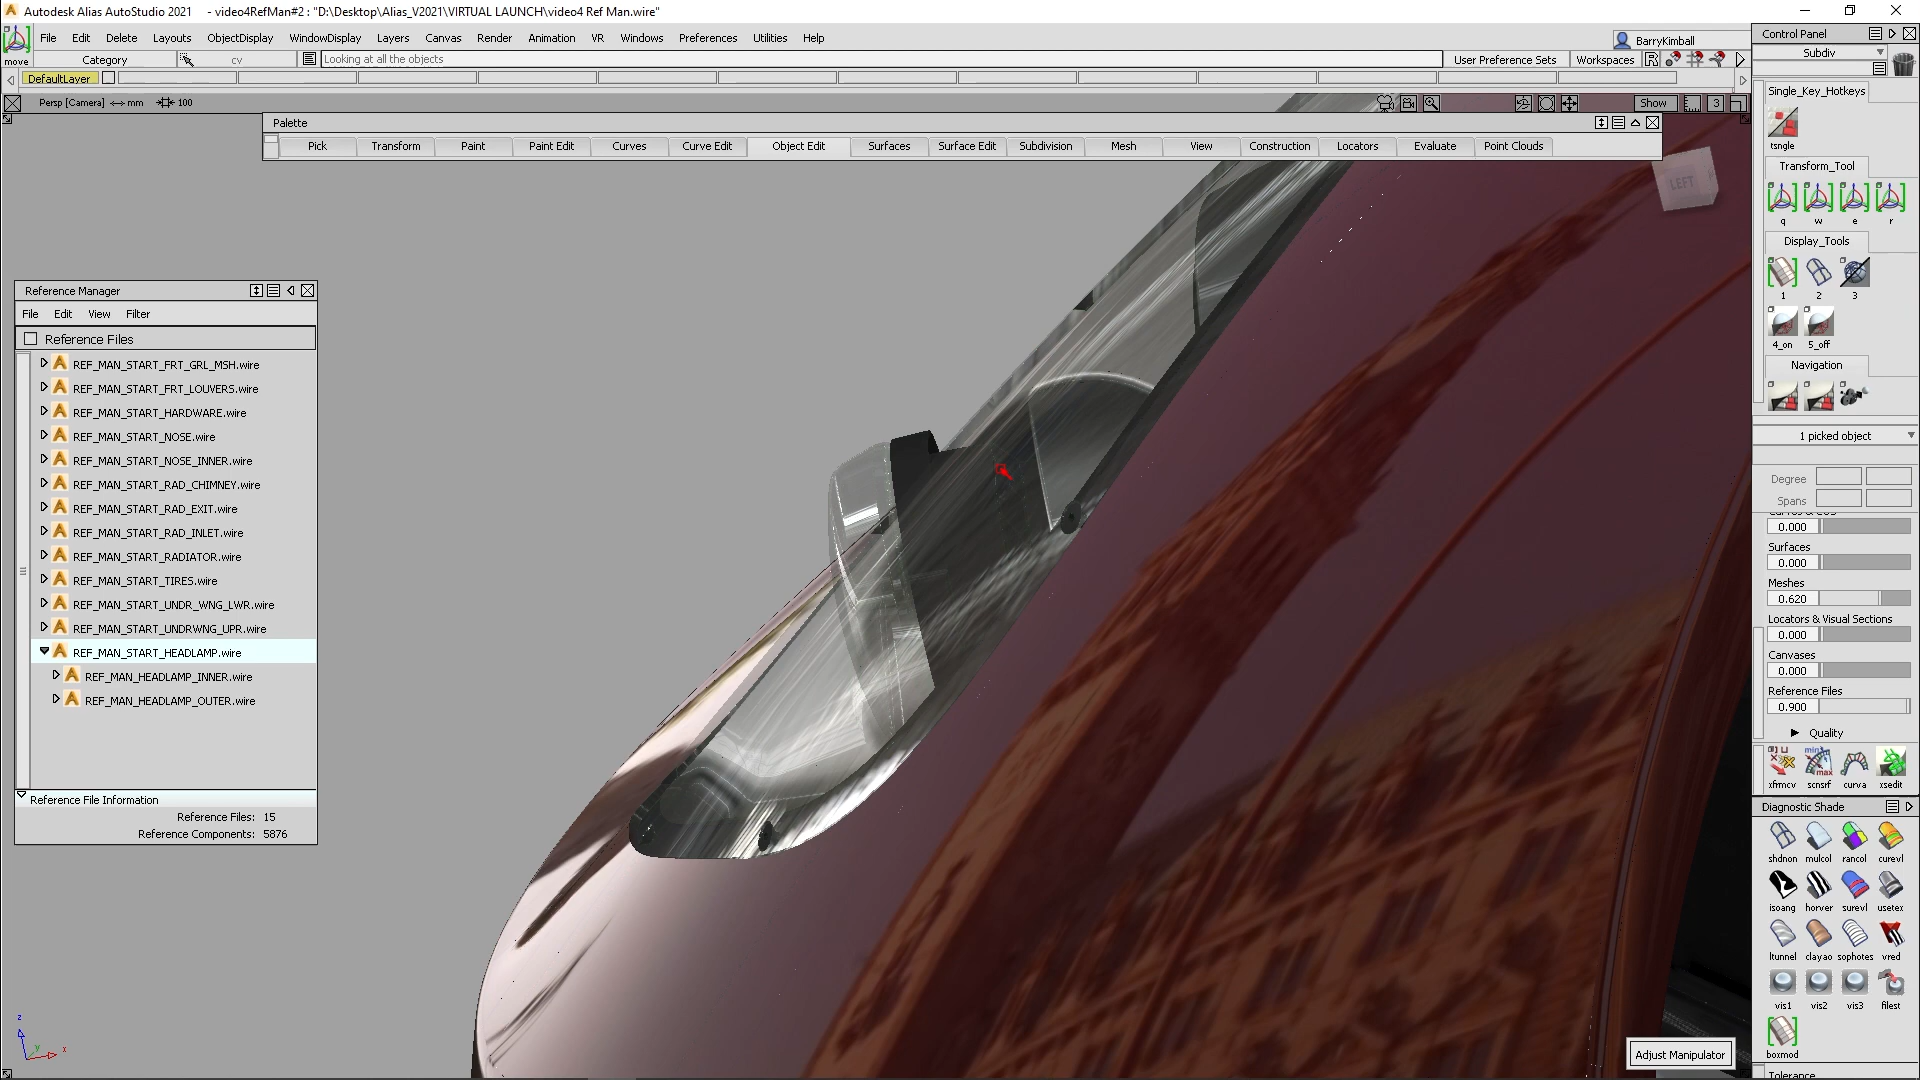 Autodesk Alias AutoStudio 2021 - video4RefMan#2 : "D:\Desktop\Alias_V2021\VIRTUAL LAUNCH\video4 Ref Man.wire"
File Edit Delete Layouts ObjectDisplay WindowDisplay Layers Canvas Render Animation VR Windows Preferences Utilities Help
BarryKimball
move Category cv Looking at all the objects User Preference Sets Workspaces
DefaultLayer
Persp [Camera] mm 100 Show 3
Palette
Pick Transform Paint Paint Edit Curves Curve Edit Object Edit Surfaces Surface Edit Subdivision Mesh View Construction Locators Evaluate Point Clouds
LEFT
Reference Manager
File Edit View Filter
Reference Files
REF_MAN_START_FRT_GRL_MSH.wire
REF_MAN_START_FRT_LOUVERS.wire
REF_MAN_START_HARDWARE.wire
REF_MAN_START_NOSE.wire
REF_MAN_START_NOSE_INNER.wire
REF_MAN_START_RAD_CHIMNEY.wire
REF_MAN_START_RAD_EXIT.wire
REF_MAN_START_RAD_INLET.wire
REF_MAN_START_RADIATOR.wire
REF_MAN_START_TIRES.wire
REF_MAN_START_UNDR_WNG_LWR.wire
REF_MAN_START_UNDRWNG_UPR.wire
REF_MAN_START_HEADLAMP.wire
REF_MAN_HEADLAMP_INNER.wire
REF_MAN_HEADLAMP_OUTER.wire
Reference File Information
Reference Files: 15
Reference Components: 5876
z
y x
Adjust Manipulator
Control Panel
Subdiv
Single_Key_Hotkeys
tsngle
Transform_Tool
q w e r
Display_Tools
1 2 3
4_on 5_off
Navigation
1 picked object
Degree
Spans
0.000
Surfaces
0.000
Meshes
0.620
Locators & Visual Sections
0.000
Canvases
0.000
Reference Files
0.900
Quality
xfrmcv scnsrf curva xsedit
Diagnostic Shade
shdnon mulcol rancol curevl
isoang horver surevl usetex
ltunnel clayao sophotes vred
vis1 vis2 vis3 filest
boxmod
Tolerance